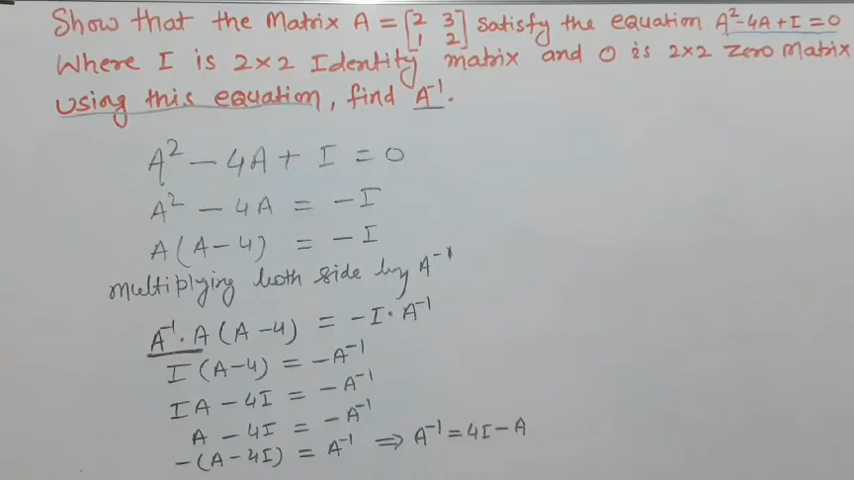 Show that the Matrix A = [2 3 1 2] Satisfy the equation A² - 4A + I = 0
Where I is 2×2 Identity matrix and 0 is 2×2 Zero Matrix
using this equation, find A⁻¹.
A² - 4A + I = 0
A² - 4A = - I
A(A-4) = - I
multiplying both side by A⁻¹
A⁻¹. A(A-4) = - I. A⁻¹
I(A-4) = - A⁻¹
IA - 4I = - A⁻¹
A - 4I = - A⁻¹
-(A-4I) = A⁻¹ ⇒ A⁻¹ = 4I - A